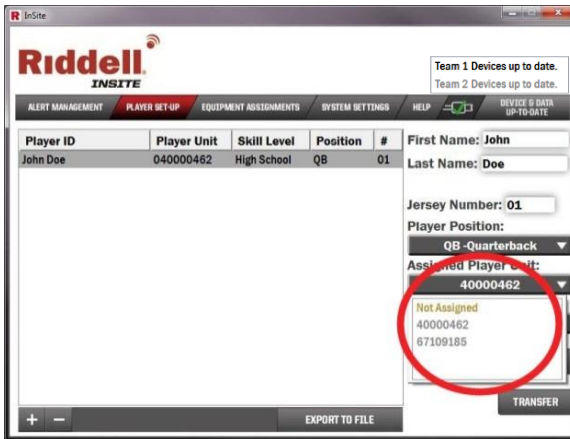 R InSite
Riddell
INSITE
Team 1 Devices up to date.
Team 2 Devices up to date.
ALERT MANAGEMENT PLAYER SET-UP EQUIPMENT ASSIGNMENTS SYSTEM SETTINGS HELP DEVICE & DATA
UP-TO-DATE
Player ID Player Unit Skill Level Position #
John Doe 040000462 High School QB 01
First Name: John
Last Name: Doe
Jersey Number: 01
Player Position:
QB -Quarterback
Assigned Player Unit:
40000462
Not Assigned
40000462
67109185
TRANSFER
+ − EXPORT TO FILE